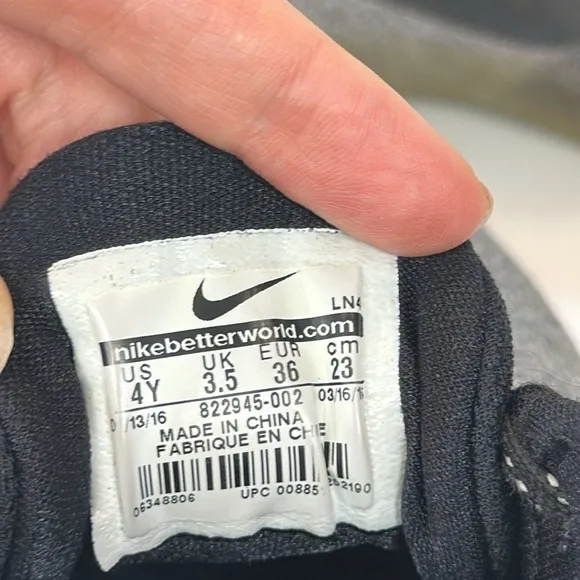 LN4
nikebetterworld.com
US UK EUR cm
4Y 3.5 36 23
/13/16 822945-002 03/16/1
MADE IN CHINA
FABRIQUE EN CHE
06348806 UPC 00885